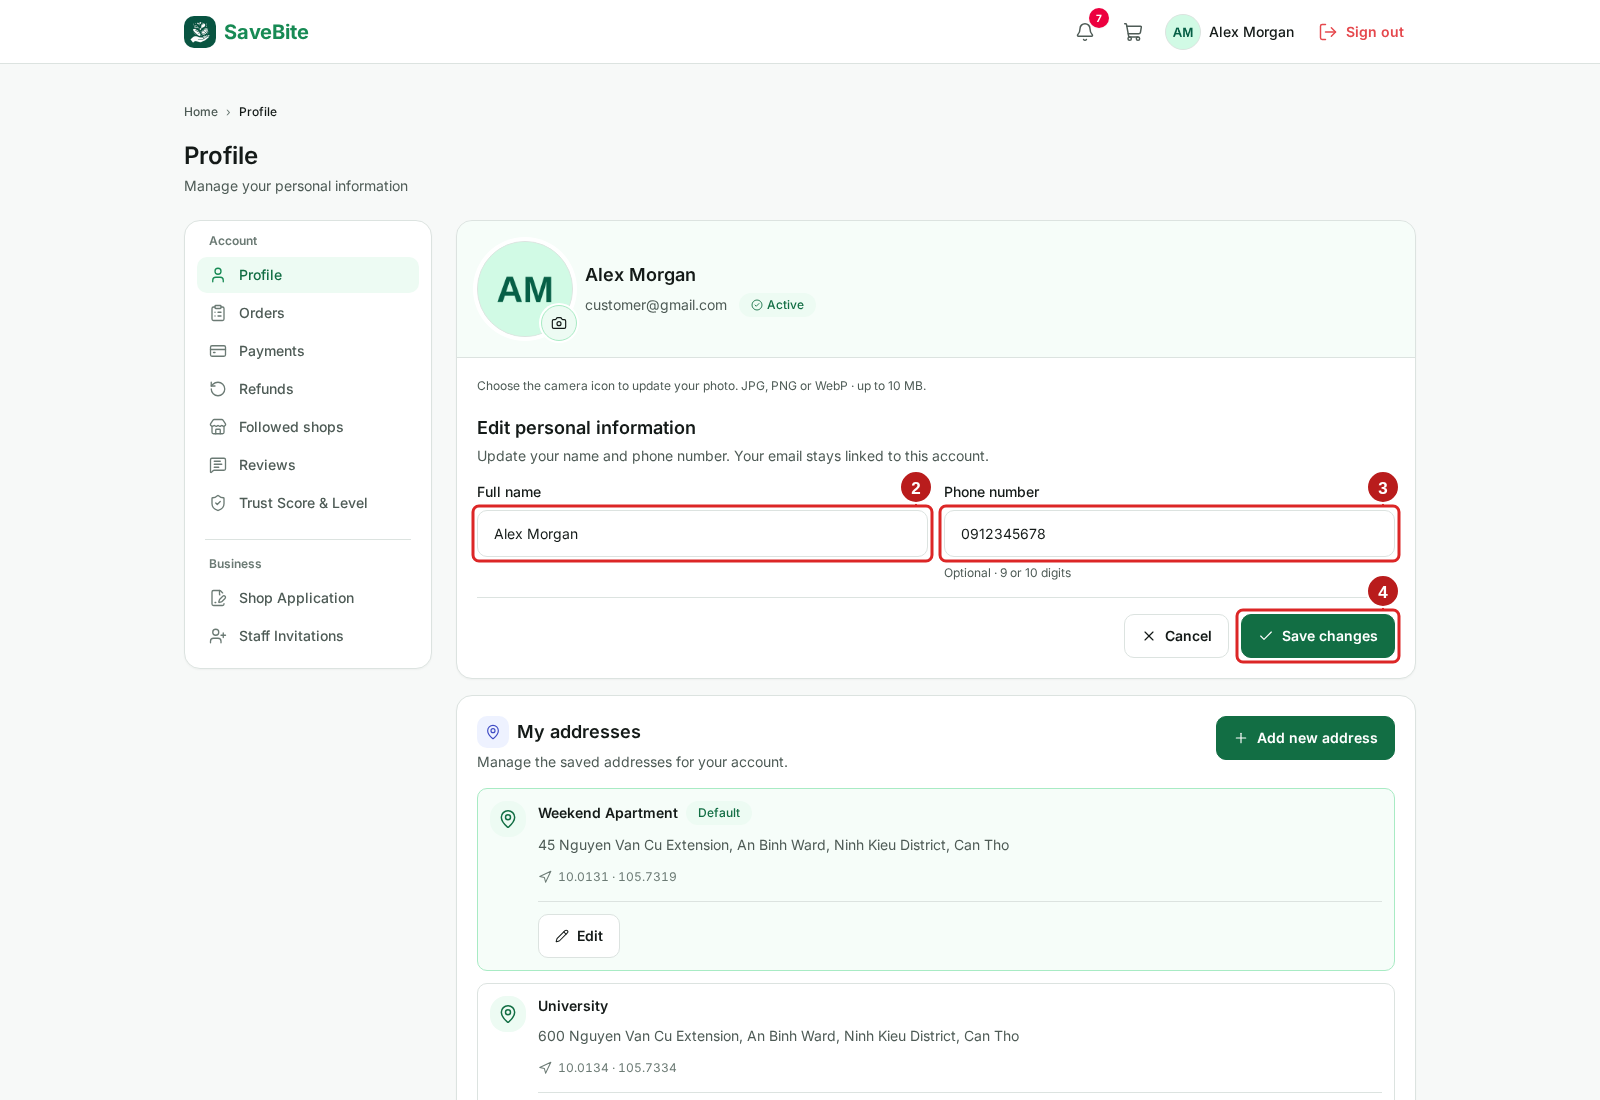 SaveBite
7
AM
Alex Morgan
Sign out
Home › Profile
Profile
Manage your personal information
Account
Profile
Orders
Payments
Refunds
Followed shops
Reviews
Trust Score & Level
Business
Shop Application
Staff Invitations
AM
Alex Morgan
customer@gmail.com
Active
Choose the camera icon to update your photo. JPG, PNG or WebP · up to 10 MB.
Edit personal information
Update your name and phone number. Your email stays linked to this account.
Full name
2
Alex Morgan
Phone number
3
0912345678
Optional · 9 or 10 digits
4
Cancel
Save changes
My addresses
Manage the saved addresses for your account.
Add new address
Weekend Apartment
Default
45 Nguyen Van Cu Extension, An Binh Ward, Ninh Kieu District, Can Tho
10.0131 · 105.7319
Edit
University
600 Nguyen Van Cu Extension, An Binh Ward, Ninh Kieu District, Can Tho
10.0134 · 105.7334